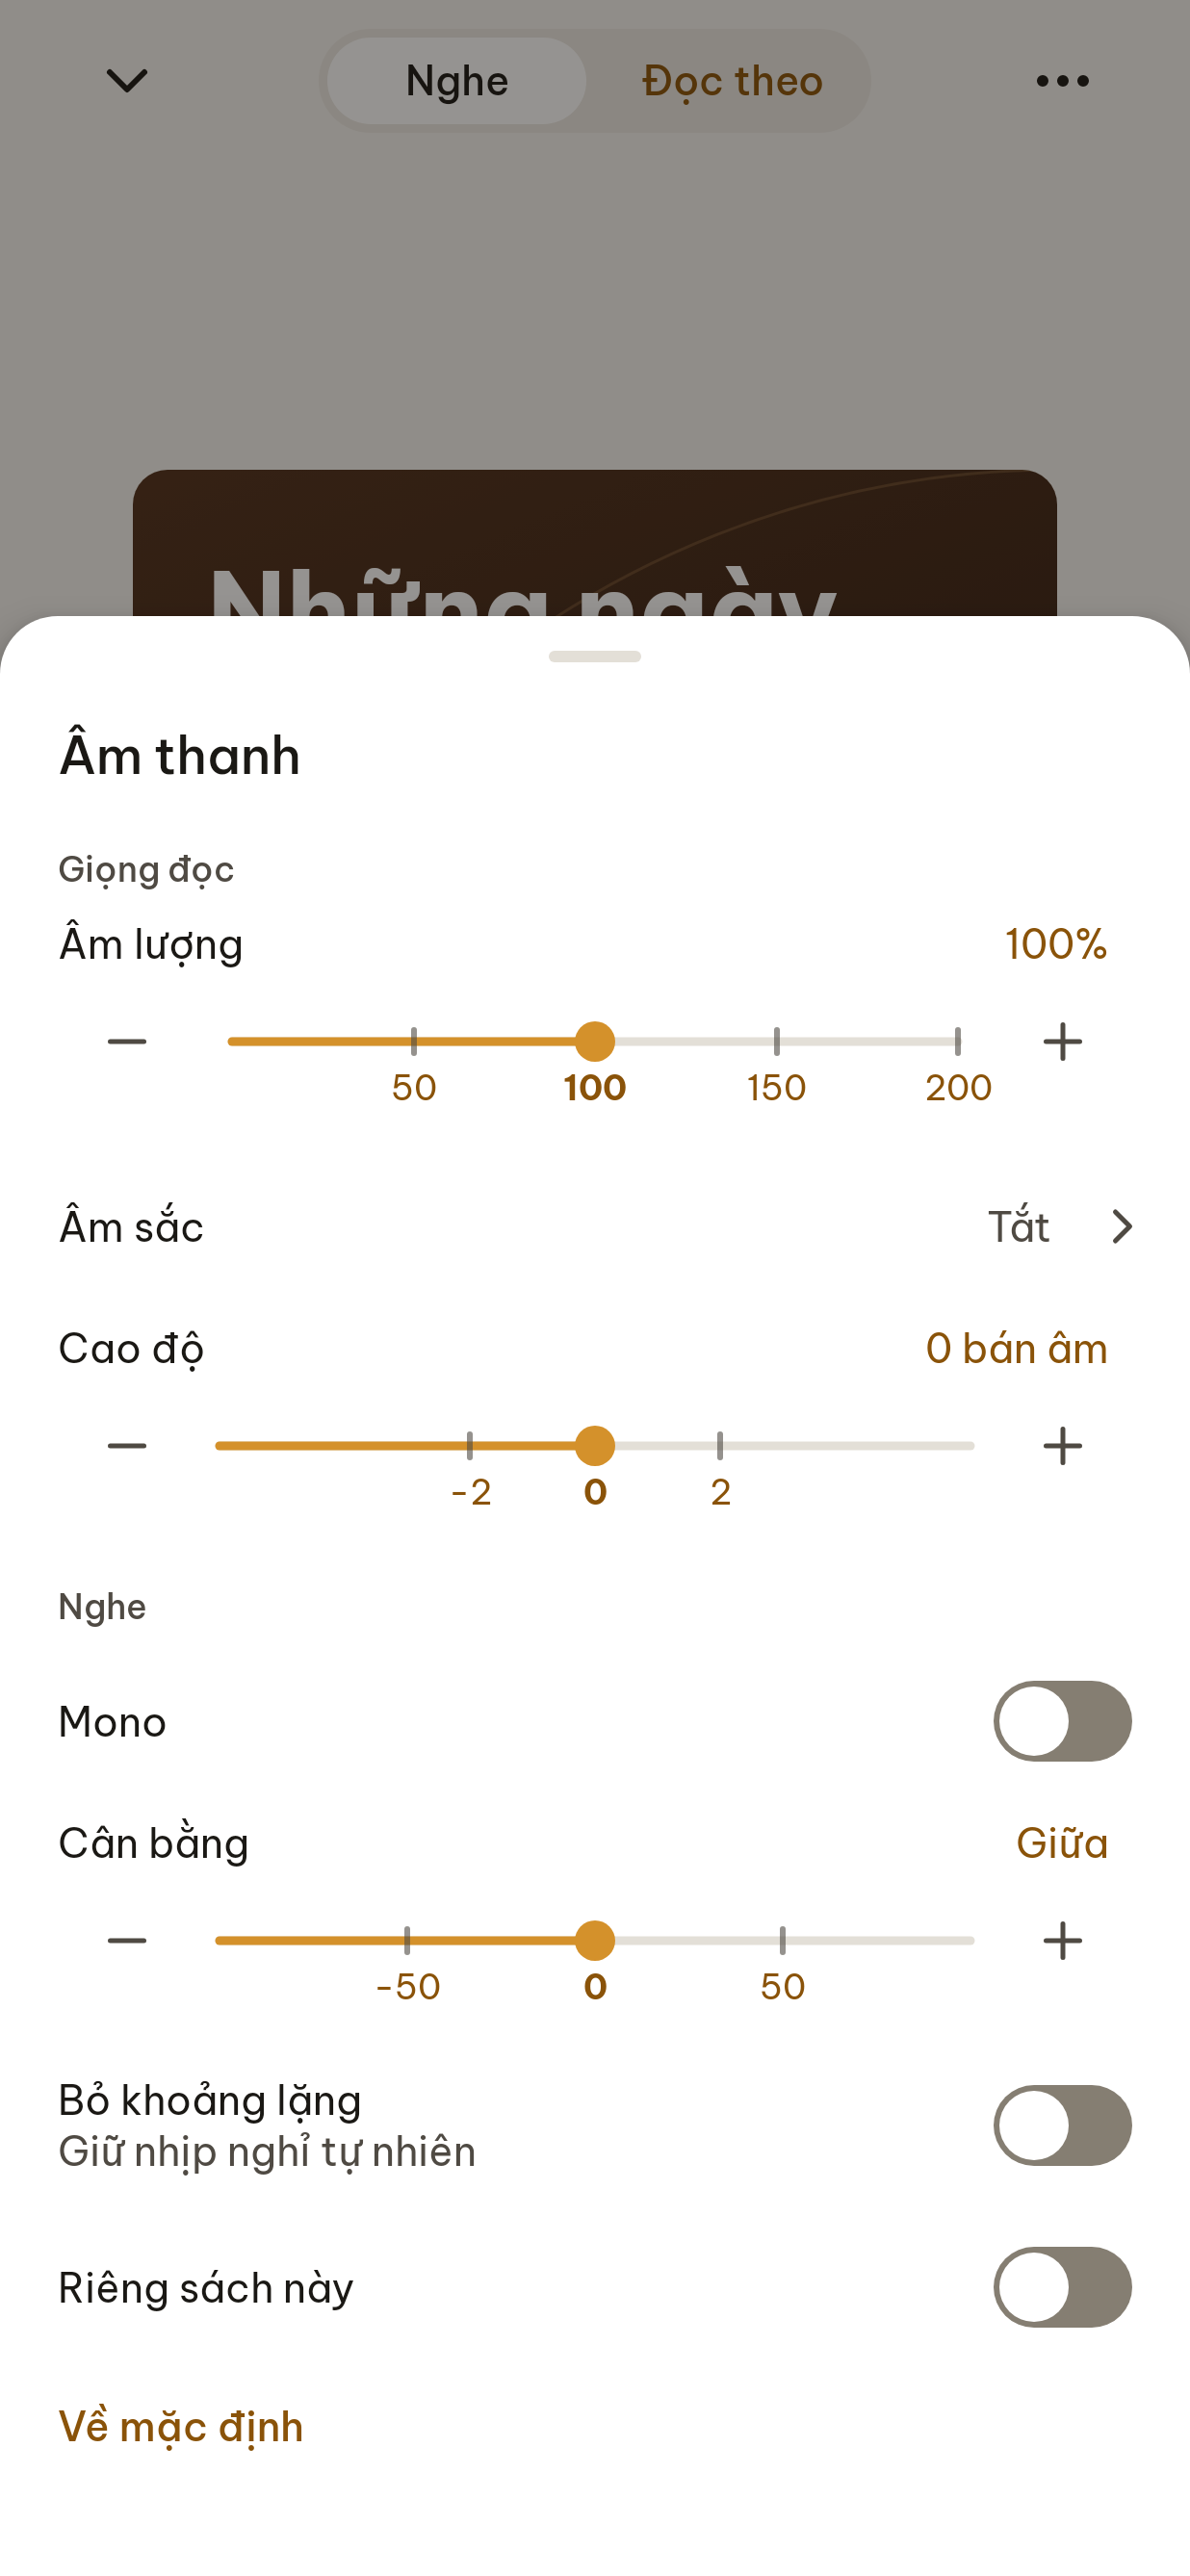 Nghe
Đọc theo
Những ngày
Âm thanh
Giọng đọc
Âm lượng
100%
50
100
150
200
Âm sắc
Tắt
Cao độ
0 bán âm
-2
0
2
Nghe
Mono
Cân bằng
Giữa
-50
0
50
Bỏ khoảng lặng
Giữ nhịp nghỉ tự nhiên
Riêng sách này
Về mặc định